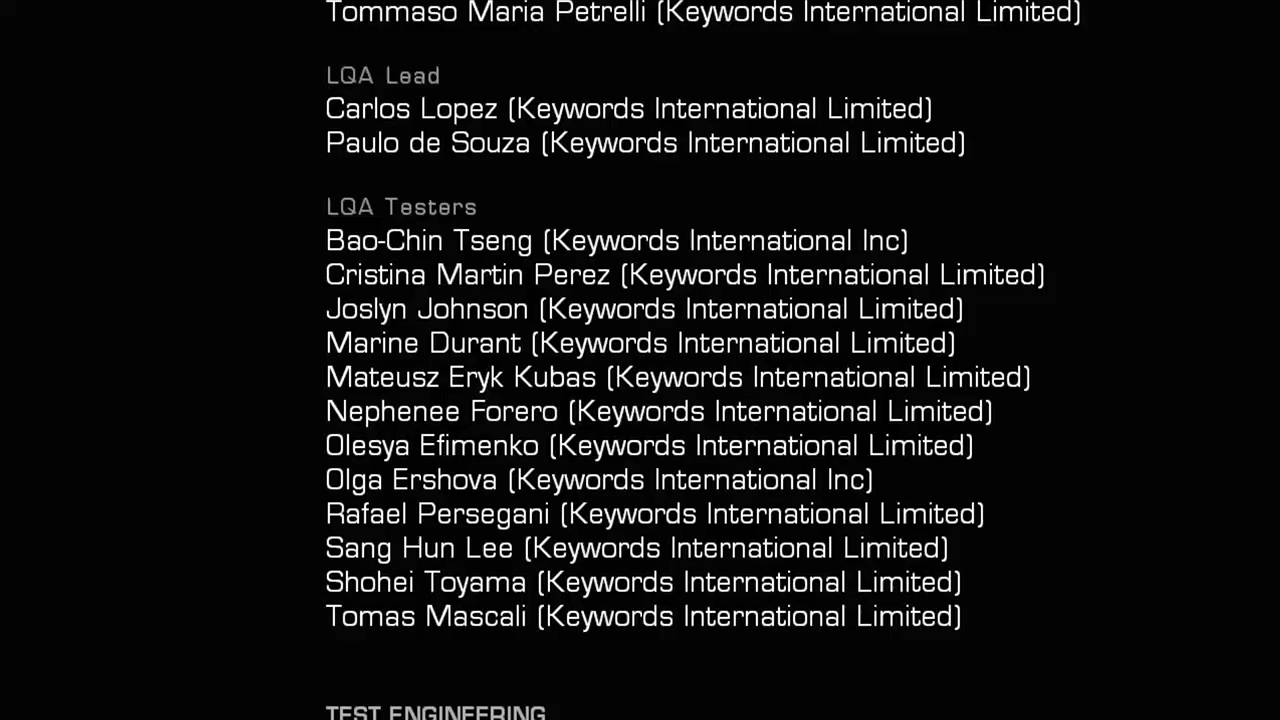 Tommaso Maria Petrelli (Keywords International Limited)
LQA Lead
Carlos Lopez (Keywords International Limited)
Paulo de Souza (Keywords International Limited)
LQA Testers
Bao-Chin Tseng (Keywords International Inc)
Cristina Martin Perez (Keywords International Limited)
Joslyn Johnson (Keywords International Limited)
Marine Durant (Keywords International Limited)
Mateusz Eryk Kubas (Keywords International Limited)
Nephenee Forero (Keywords International Limited)
Olesya Efimenko (Keywords International Limited)
Olga Ershova (Keywords International Inc)
Rafael Persegani (Keywords International Limited)
Sang Hun Lee (Keywords International Limited)
Shohei Toyama (Keywords International Limited)
Tomas Mascali (Keywords International Limited)
TEST ENGINEERING